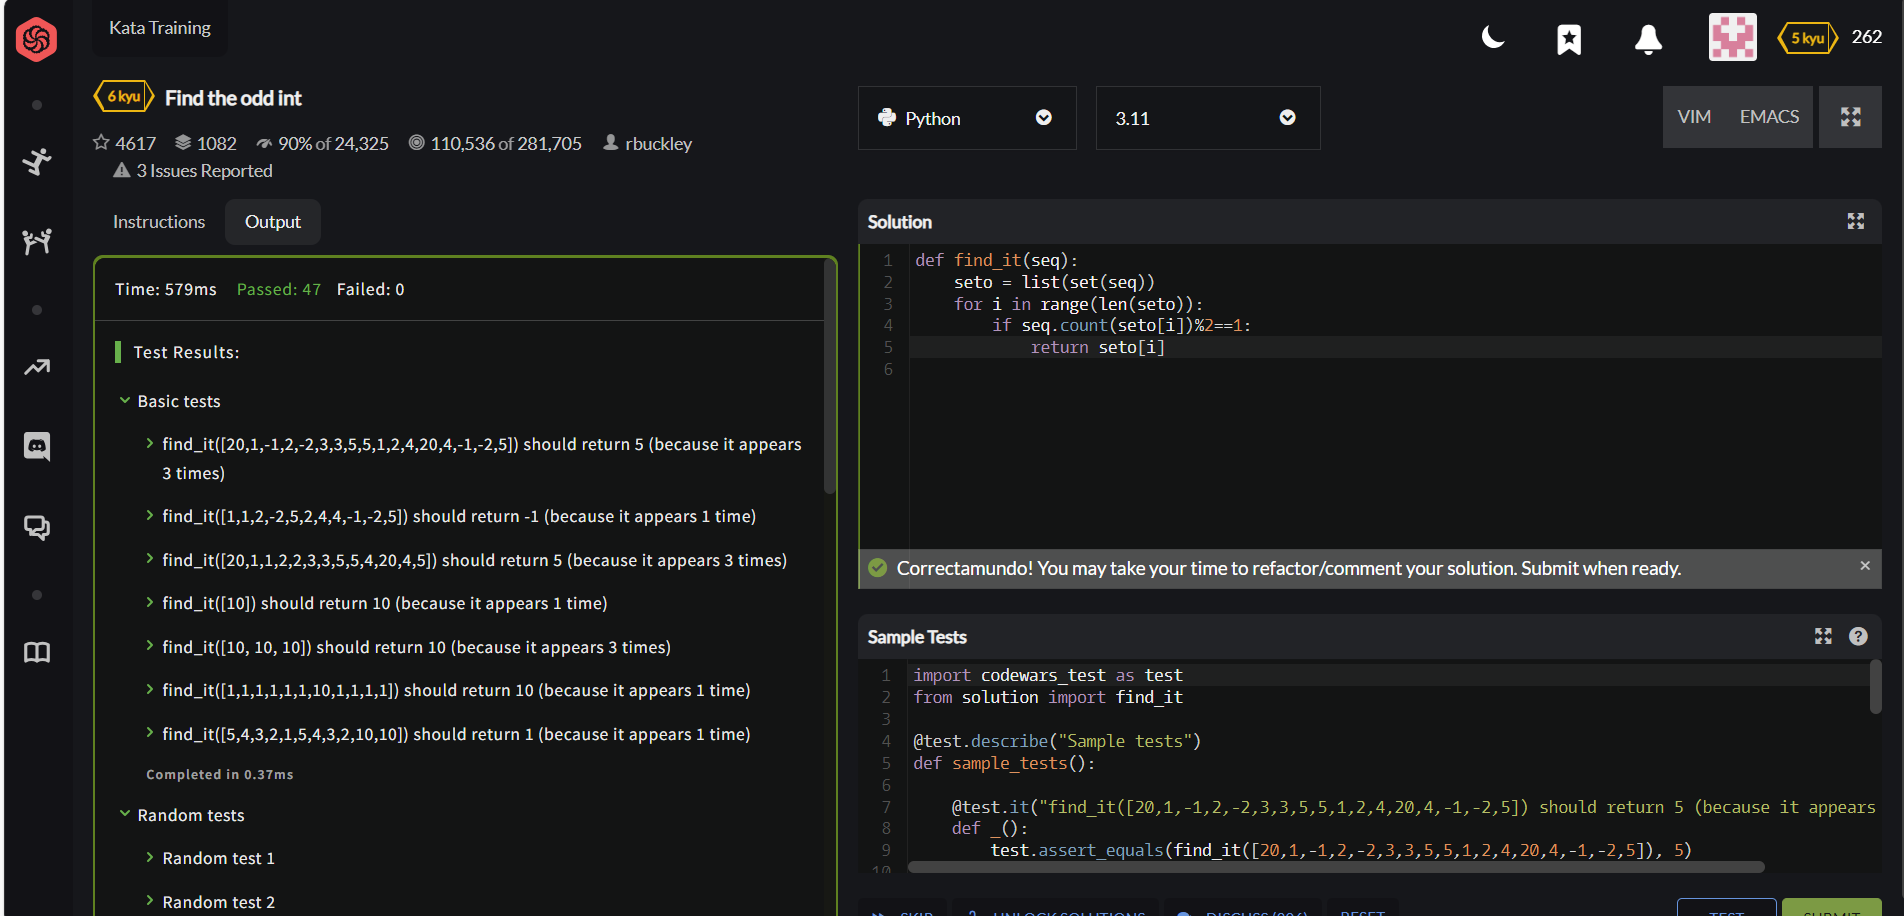 Kata Training
5 kyu
262
6 kyu
Find the odd int
4617 1082 90% of 24,325 110,536 of 281,705 rbuckley
3 Issues Reported
Python
3.11
VIM EMACS
Instructions Output
Time: 579ms Passed: 47 Failed: 0
Test Results:
Basic tests
find_it([20,1,-1,2,-2,3,3,5,5,1,2,4,20,4,-1,-2,5]) should return 5 (because it appears
3 times)
find_it([1,1,2,-2,5,2,4,4,-1,-2,5]) should return -1 (because it appears 1 time)
find_it([20,1,1,2,2,3,3,5,5,4,20,4,5]) should return 5 (because it appears 3 times)
find_it([10]) should return 10 (because it appears 1 time)
find_it([10, 10, 10]) should return 10 (because it appears 3 times)
find_it([1,1,1,1,1,1,10,1,1,1,1]) should return 10 (because it appears 1 time)
find_it([5,4,3,2,1,5,4,3,2,10,10]) should return 1 (because it appears 1 time)
Completed in 0.37ms
Random tests
Random test 1
Random test 2
Solution
1 def find_it(seq):
2 seto = list(set(seq))
3 for i in range(len(seto)):
4 if seq.count(seto[i])%2==1:
5 return seto[i]
6
Correctamundo! You may take your time to refactor/comment your solution. Submit when ready.
Sample Tests
1 import codewars_test as test
2 from solution import find_it
3
4 @test.describe("Sample tests")
5 def sample_tests():
6
7 @test.it("find_it([20,1,-1,2,-2,3,3,5,5,1,2,4,20,4,-1,-2,5]) should return 5 (because it appears
8 def _():
9 test.assert_equals(find_it([20,1,-1,2,-2,3,3,5,5,1,2,4,20,4,-1,-2,5]), 5)
10
SKIP UNLOCK SOLUTIONS DISCUSS RESET TEST SUBMIT